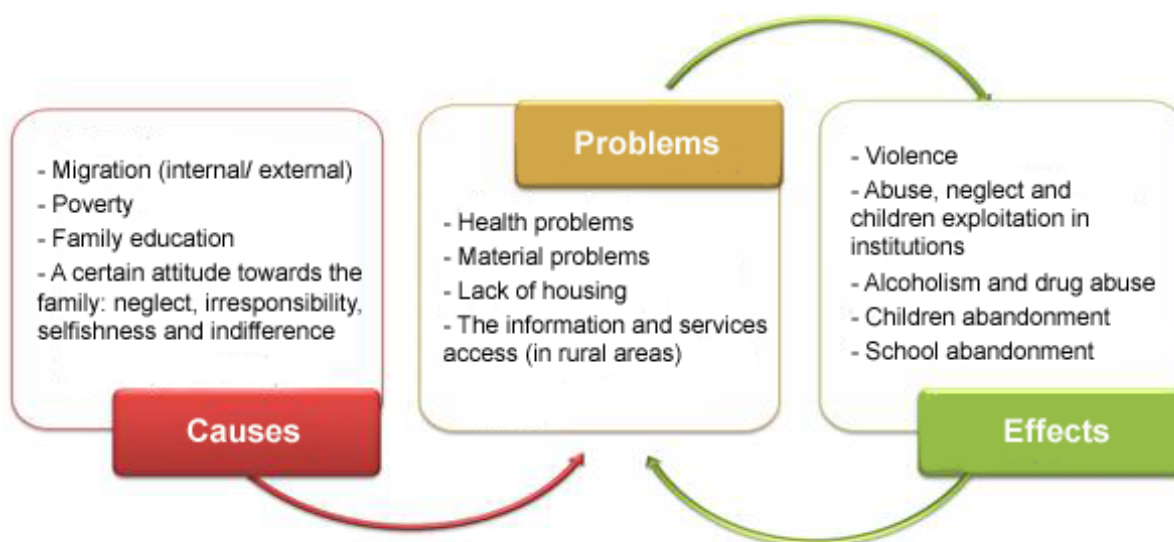 - Migration (internal/ external)
- Poverty
- Family education
- A certain attitude towards the
family: neglect, irresponsibility,
selfishness and indifference
Causes
Problems
- Health problems
- Material problems
- Lack of housing
- The information and services
access (in rural areas)
- Violence
- Abuse, neglect and
children exploitation in
institutions
- Alcoholism and drug abuse
- Children abandonment
- School abandonment
Effects